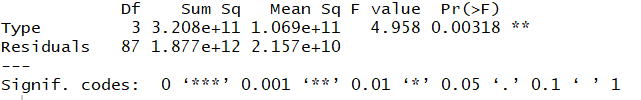 Df Sum Sq Mean Sq F value Pr(>F)
Type 3 3.208e+11 1.069e+11 4.958 0.00318 **
Residuals 87 1.877e+12 2.157e+10
---
Signif. codes: 0 ‘***’ 0.001 ‘**’ 0.01 ‘*’ 0.05 ‘.’ 0.1 ‘ ’ 1